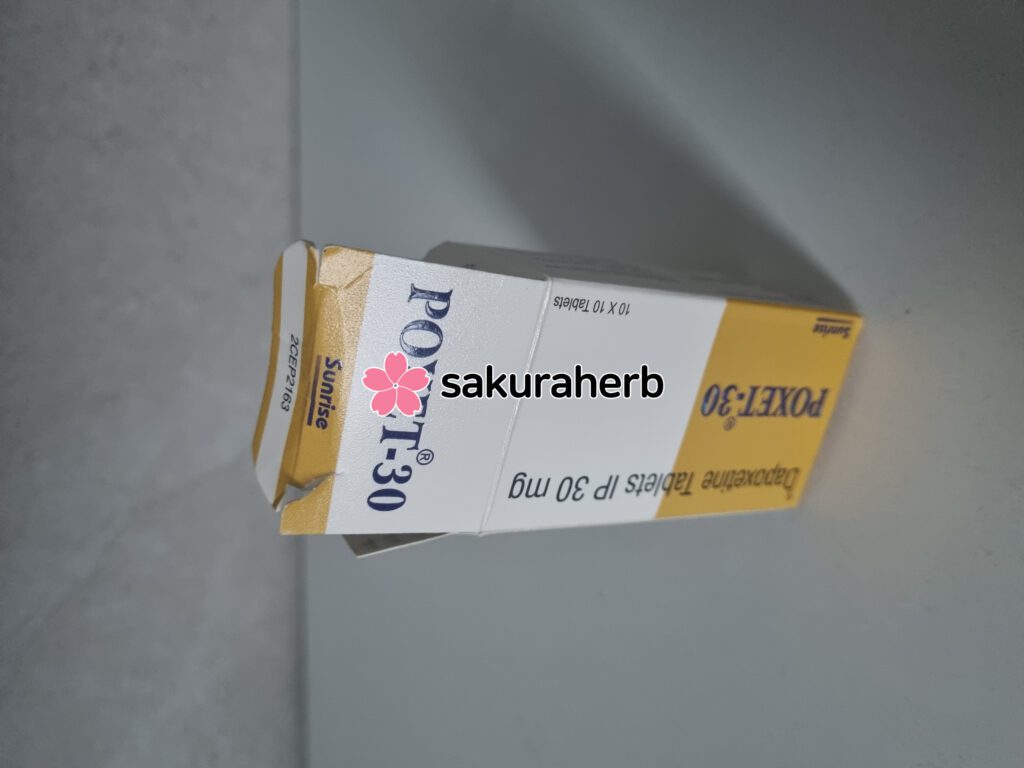 2CEP2163
Sunrise
POXET®-30
10 X 10 Tablets
Dapoxetine Tablets IP 30 mg
POXET®-30
Sunrise
sakuraherb